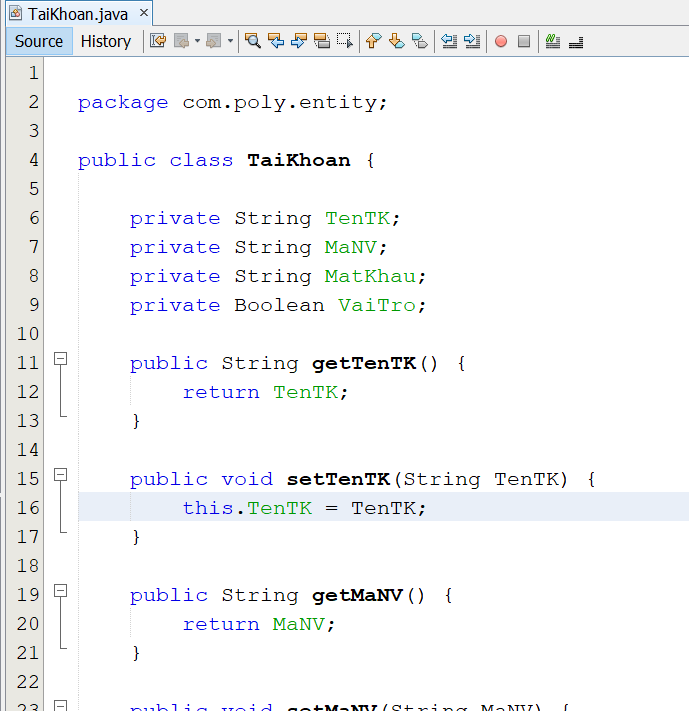 TaiKhoan.java
Source History
1
2 package com.poly.entity;
3
4 public class TaiKhoan {
5
6 private String TenTK;
7 private String MaNV;
8 private String MatKhau;
9 private Boolean VaiTro;
10
11 public String getTenTK() {
12 return TenTK;
13 }
14
15 public void setTenTK(String TenTK) {
16 this.TenTK = TenTK;
17 }
18
19 public String getMaNV() {
20 return MaNV;
21 }
22
23 public void setMaNV(String MaNV) {